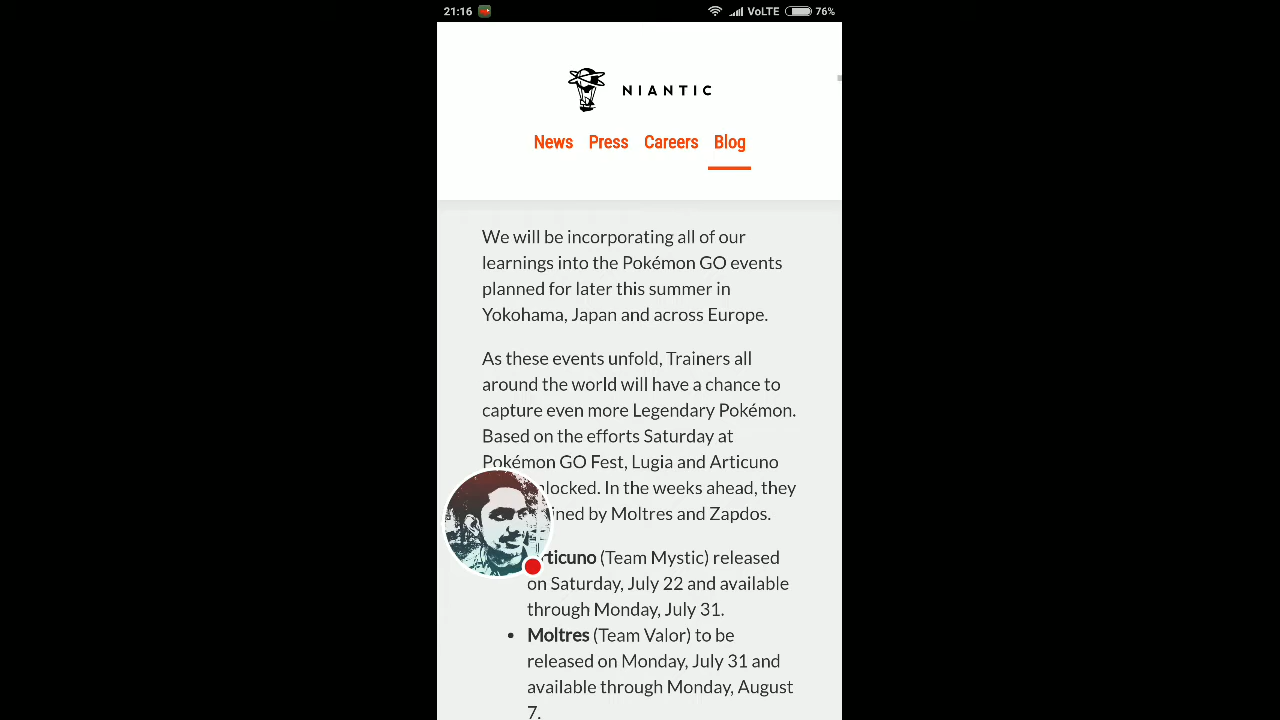 21:16 VoLTE 76%
NIANTIC
News Press Careers Blog
We will be incorporating all of our
learnings into the Pokémon GO events
planned for later this summer in
Yokohama, Japan and across Europe.
As these events unfold, Trainers all
around the world will have a chance to
capture even more Legendary Pokémon.
Based on the efforts Saturday at
Pokémon GO Fest, Lugia and Articuno
In the weeks ahead, they
by Moltres and Zapdos.
(Team Mystic) released
on Saturday, July 22 and available
through Monday, July 31.
• Moltres (Team Valor) to be
released on Monday, July 31 and
available through Monday, August
7.